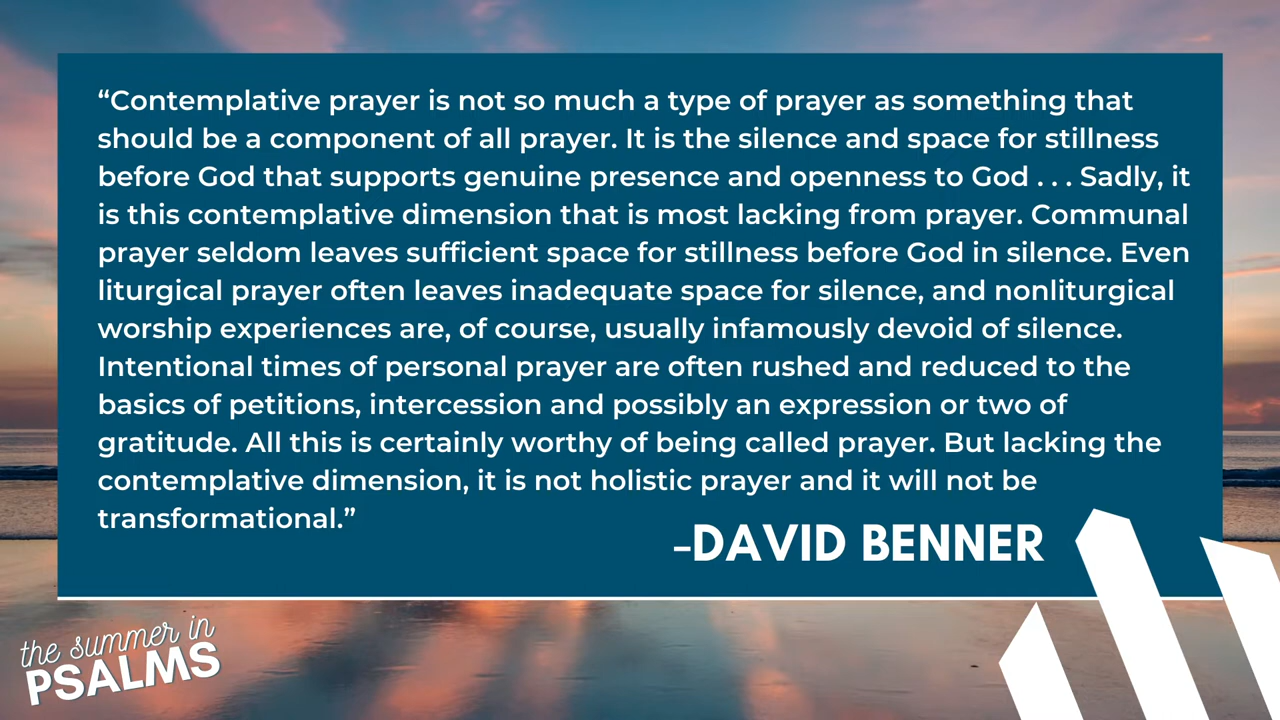 “Contemplative prayer is not so much a type of prayer as something that
should be a component of all prayer. It is the silence and space for stillness
before God that supports genuine presence and openness to God . . . Sadly, it
is this contemplative dimension that is most lacking from prayer. Communal
prayer seldom leaves sufficient space for stillness before God in silence. Even
liturgical prayer often leaves inadequate space for silence, and nonliturgical
worship experiences are, of course, usually infamously devoid of silence.
Intentional times of personal prayer are often rushed and reduced to the
basics of petitions, intercession and possibly an expression or two of
gratitude. All this is certainly worthy of being called prayer. But lacking the
contemplative dimension, it is not holistic prayer and it will not be
transformational.”
–DAVID BENNER
the summer in
PSALMS